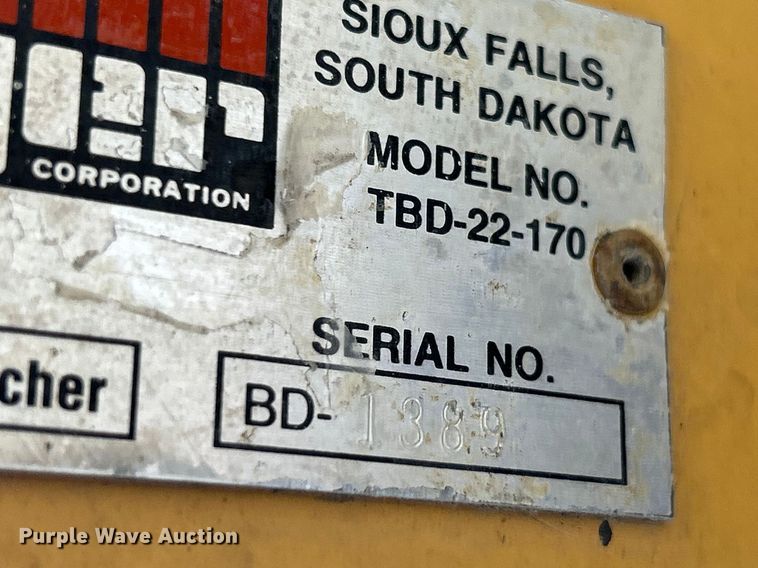 SIOUX FALLS,
SOUTH DAKOTA
MODEL NO.
TBD-22-170
CORPORATION
SERIAL NO.
cher
BD-1389
Purple Wave Auction